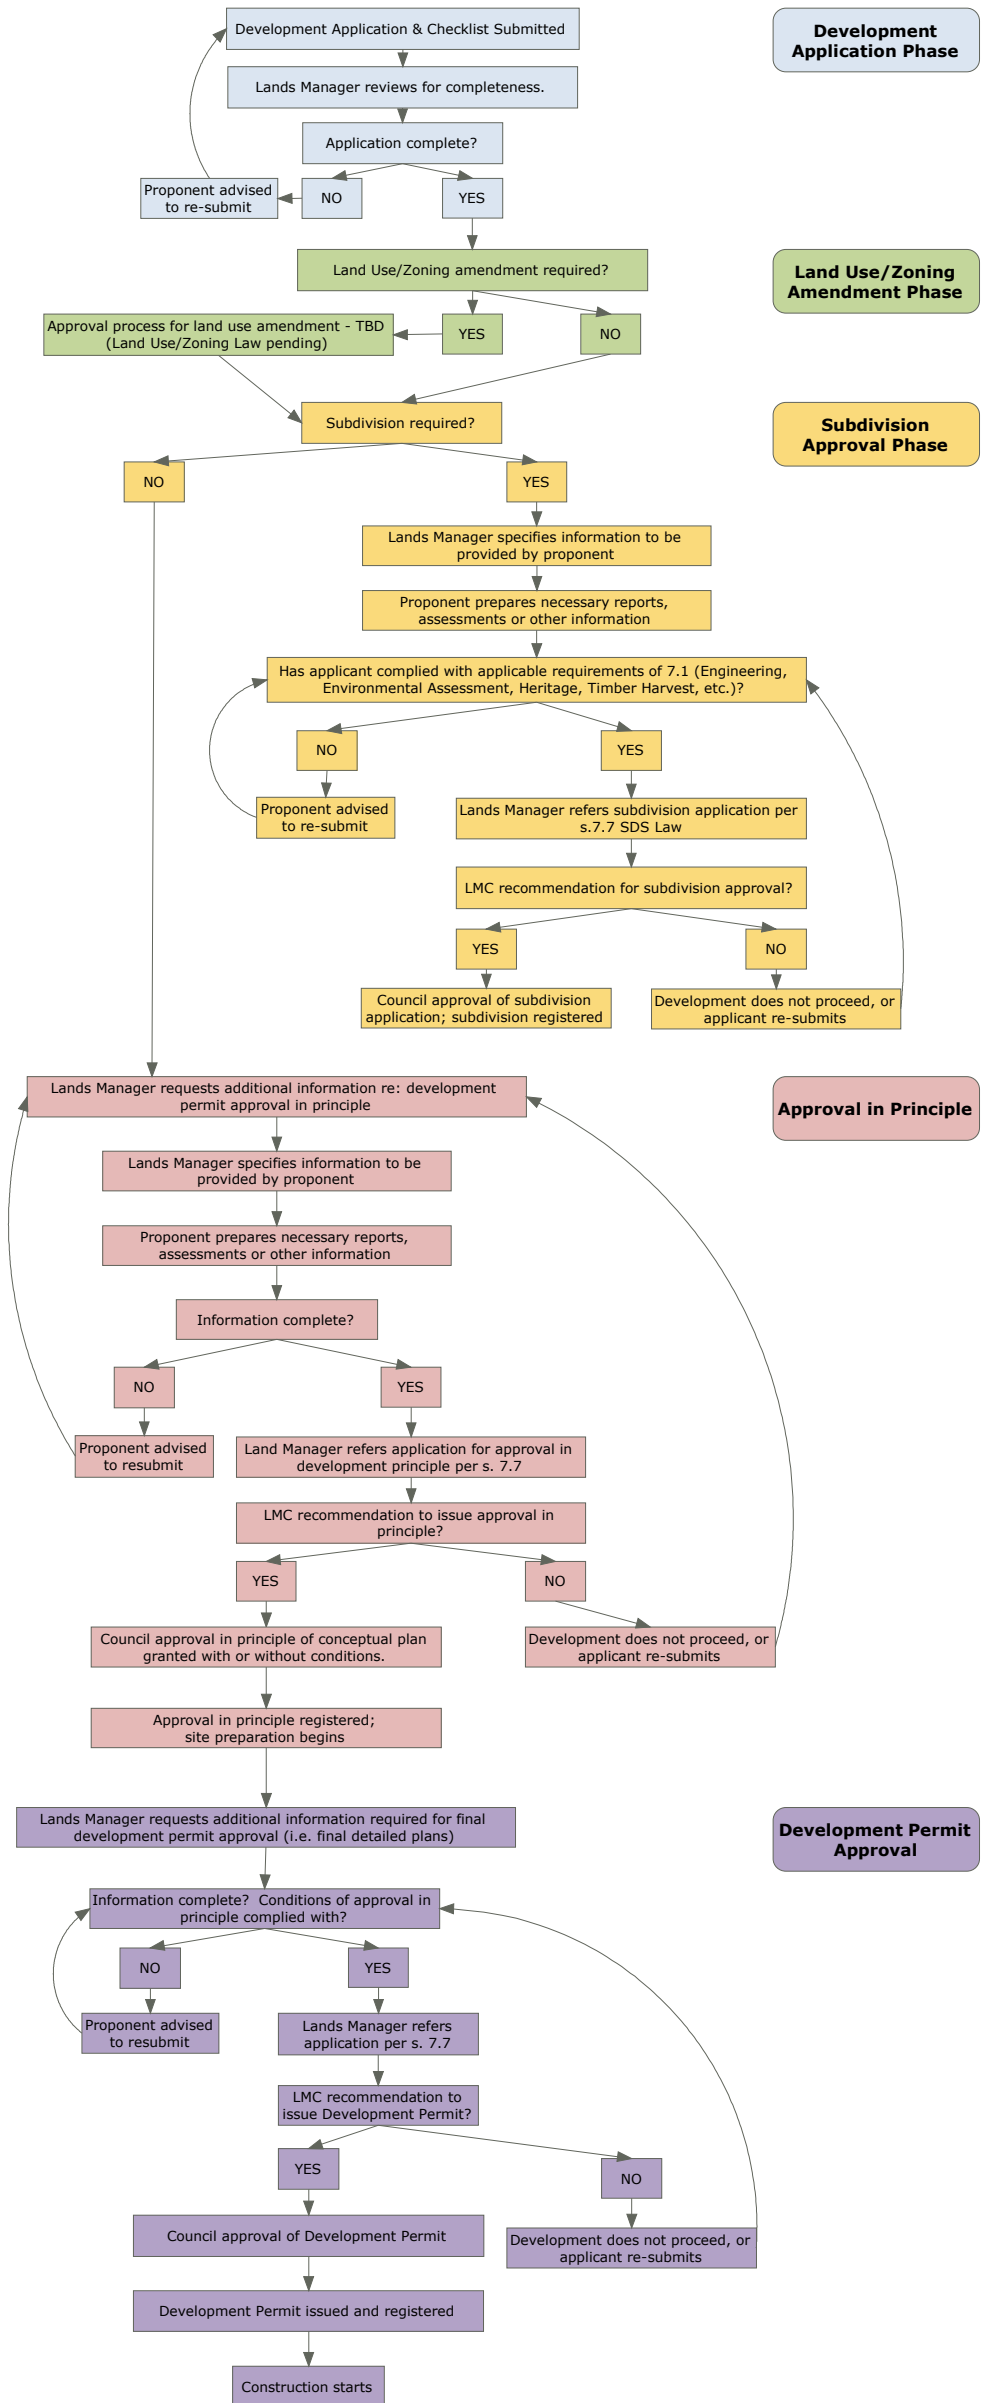 Development Application & Checklist Submitted
Development
Application Phase
Lands Manager reviews for completeness.
Application complete?
Proponent advised
to re-submit
NO
YES
Land Use/Zoning amendment required?
Land Use/Zoning
Amendment Phase
Approval process for land use amendment - TBD
(Land Use/Zoning Law pending)
YES
NO
Subdivision required?
Subdivision
Approval Phase
NO
YES
Lands Manager specifies information to be
provided by proponent
Proponent prepares necessary reports,
assessments or other information
Has applicant complied with applicable requirements of 7.1 (Engineering,
Environmental Assessment, Heritage, Timber Harvest, etc.)?
NO
YES
Proponent advised
to re-submit
Lands Manager refers subdivision application per
s.7.7 SDS Law
LMC recommendation for subdivision approval?
YES
NO
Council approval of subdivision
application; subdivision registered
Development does not proceed, or
applicant re-submits
Lands Manager requests additional information re: development
permit approval in principle
Approval in Principle
Lands Manager specifies information to be
provided by proponent
Proponent prepares necessary reports,
assessments or other information
Information complete?
NO
YES
Proponent advised
to resubmit
Land Manager refers application for approval in
development principle per s. 7.7
LMC recommendation to issue approval in
principle?
YES
NO
Council approval in principle of conceptual plan
granted with or without conditions.
Development does not proceed, or
applicant re-submits
Approval in principle registered;
site preparation begins
Lands Manager requests additional information required for final
development permit approval (i.e. final detailed plans)
Development Permit
Approval
Information complete?  Conditions of approval in
principle complied with?
NO
YES
Proponent advised
to resubmit
Lands Manager refers
application per s. 7.7
LMC recommendation to
issue Development Permit?
YES
NO
Council approval of Development Permit
Development does not proceed, or
applicant re-submits
Development Permit issued and registered
Construction starts